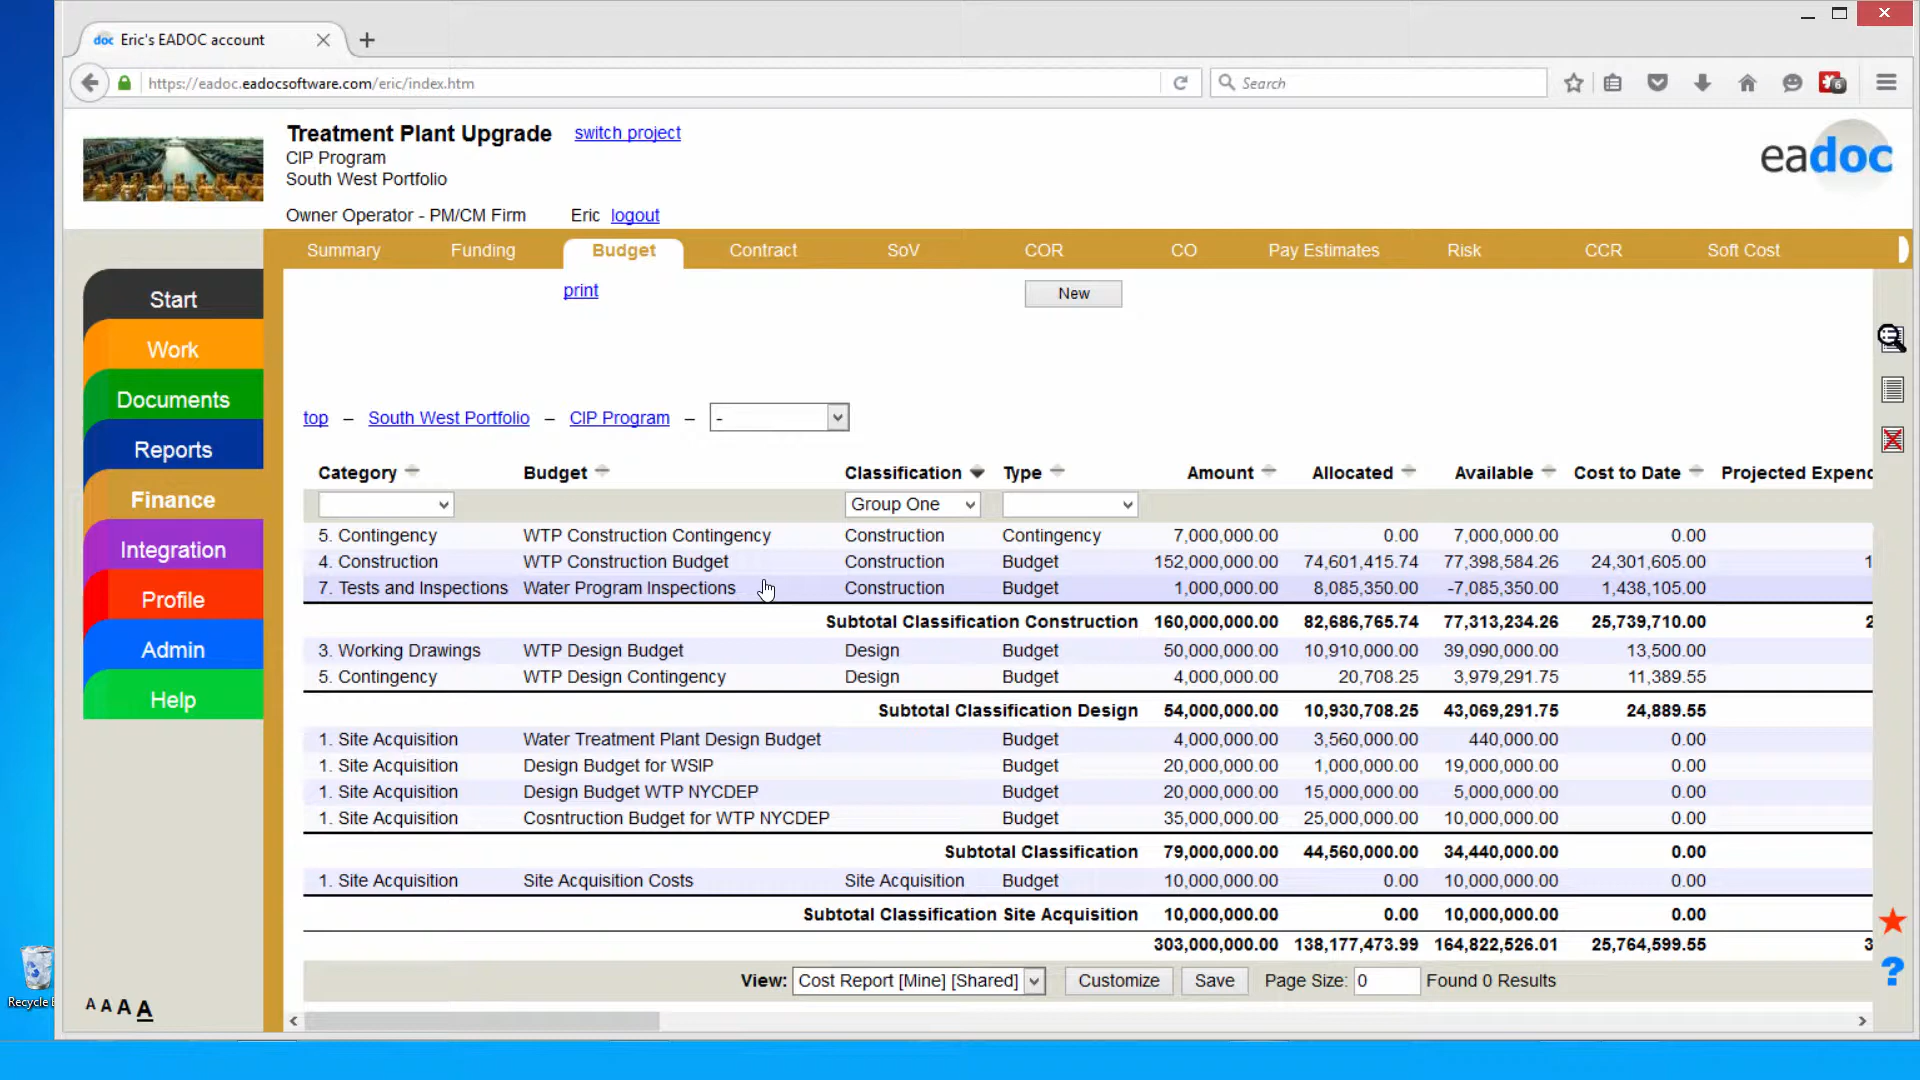 doc Eric's EADOC account
https://eadoc.eadocsoftware.com/eric/index.htm Search 6
Treatment Plant Upgrade switch project
CIP Program
South West Portfolio
eadoc
Owner Operator - PM/CM Firm Eric logout
Summary Funding Budget Contract SoV COR CO Pay Estimates Risk CCR Soft Cost
print New
Start
Work
Documents
Reports
Finance
Integration
Profile
Admin
Help
top – South West Portfolio – CIP Program – -
Category Budget Classification Type Amount Allocated Available Cost to Date Projected Expend
Group One
5. Contingency WTP Construction Contingency Construction Contingency 7,000,000.00 0.00 7,000,000.00 0.00
4. Construction WTP Construction Budget Construction Budget 152,000,000.00 74,601,415.74 77,398,584.26 24,301,605.00 1
7. Tests and Inspections Water Program Inspections Construction Budget 1,000,000.00 8,085,350.00 -7,085,350.00 1,438,105.00
Subtotal Classification Construction 160,000,000.00 82,686,765.74 77,313,234.26 25,739,710.00 2
3. Working Drawings WTP Design Budget Design Budget 50,000,000.00 10,910,000.00 39,090,000.00 13,500.00
5. Contingency WTP Design Contingency Design Budget 4,000,000.00 20,708.25 3,979,291.75 11,389.55
Subtotal Classification Design 54,000,000.00 10,930,708.25 43,069,291.75 24,889.55
1. Site Acquisition Water Treatment Plant Design Budget Budget 4,000,000.00 3,560,000.00 440,000.00 0.00
1. Site Acquisition Design Budget for WSIP Budget 20,000,000.00 1,000,000.00 19,000,000.00 0.00
1. Site Acquisition Design Budget WTP NYCDEP Budget 20,000,000.00 15,000,000.00 5,000,000.00 0.00
1. Site Acquisition Cosntruction Budget for WTP NYCDEP Budget 35,000,000.00 25,000,000.00 10,000,000.00 0.00
Subtotal Classification 79,000,000.00 44,560,000.00 34,440,000.00 0.00
1. Site Acquisition Site Acquisition Costs Site Acquisition Budget 10,000,000.00 0.00 10,000,000.00 0.00
Subtotal Classification Site Acquisition 10,000,000.00 0.00 10,000,000.00 0.00
303,000,000.00 138,177,473.99 164,822,526.01 25,764,599.55 3
View: Cost Report [Mine] [Shared] Customize Save Page Size: 0 Found 0 Results
Recycle
A A A A